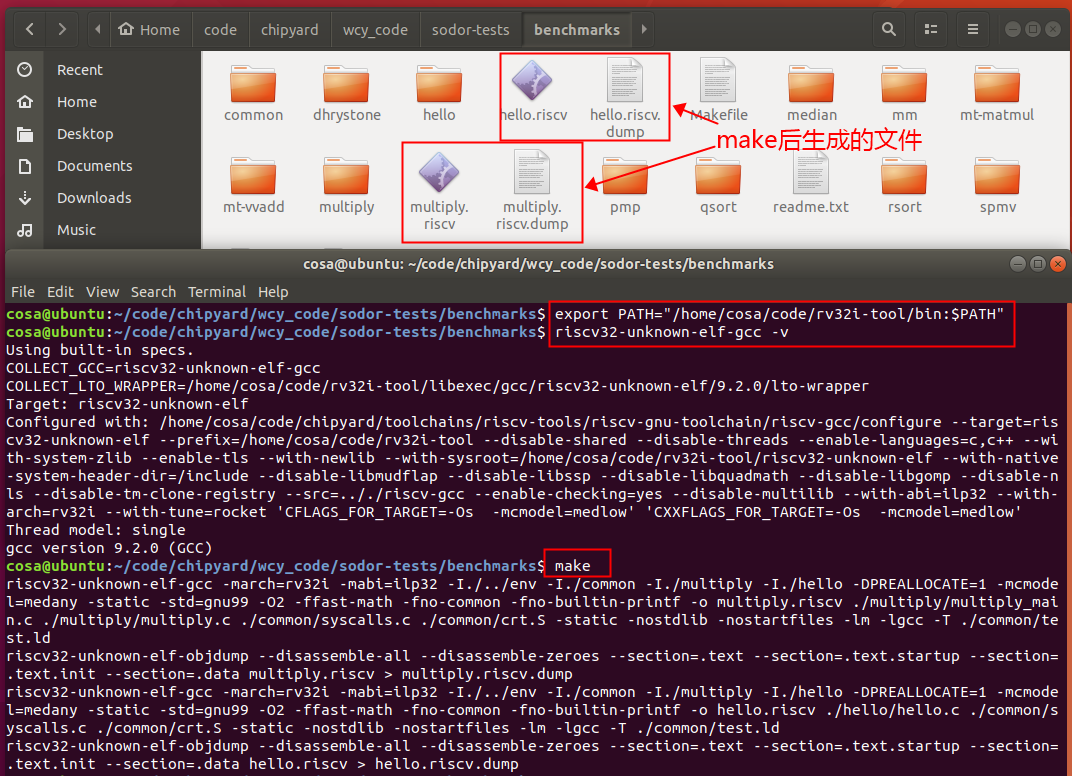 Home
code
chipyard
wcy_code
sodor-tests
benchmarks
Recent
Home
Desktop
Documents
Downloads
Music
common
dhrystone
hello
hello.riscv
hello.riscv.
dump
Makefile
median
mm
mt-matmul
make后生成的文件
mt-vvadd
multiply
multiply.
riscv
multiply.
riscv.dump
pmp
qsort
readme.txt
rsort
spmv
cosa@ubuntu: ~/code/chipyard/wcy_code/sodor-tests/benchmarks
File Edit View Search Terminal Help
cosa@ubuntu:~/code/chipyard/wcy_code/sodor-tests/benchmarks$ export PATH="/home/cosa/code/rv32i-tool/bin:$PATH"
cosa@ubuntu:~/code/chipyard/wcy_code/sodor-tests/benchmarks$ riscv32-unknown-elf-gcc -v
Using built-in specs.
COLLECT_GCC=riscv32-unknown-elf-gcc
COLLECT_LTO_WRAPPER=/home/cosa/code/rv32i-tool/libexec/gcc/riscv32-unknown-elf/9.2.0/lto-wrapper
Target: riscv32-unknown-elf
Configured with: /home/cosa/code/chipyard/toolchains/riscv-tools/riscv-gnu-toolchain/riscv-gcc/configure --target=ris
cv32-unknown-elf --prefix=/home/cosa/code/rv32i-tool --disable-shared --disable-threads --enable-languages=c,c++ --wi
th-system-zlib --enable-tls --with-newlib --with-sysroot=/home/cosa/code/rv32i-tool/riscv32-unknown-elf --with-native
-system-header-dir=/include --disable-libmudflap --disable-libssp --disable-libquadmath --disable-libgomp --disable-n
ls --disable-tm-clone-registry --src=.././riscv-gcc --enable-checking=yes --disable-multilib --with-abi=ilp32 --with-
arch=rv32i --with-tune=rocket 'CFLAGS_FOR_TARGET=-Os  -mcmodel=medlow' 'CXXFLAGS_FOR_TARGET=-Os  -mcmodel=medlow'
Thread model: single
gcc version 9.2.0 (GCC)
cosa@ubuntu:~/code/chipyard/wcy_code/sodor-tests/benchmarks$ make
riscv32-unknown-elf-gcc -march=rv32i -mabi=ilp32 -I./../env -I./common -I./multiply -I./hello -DPREALLOCATE=1 -mcmode
l=medany -static -std=gnu99 -O2 -ffast-math -fno-common -fno-builtin-printf -o multiply.riscv ./multiply/multiply_mai
n.c ./multiply/multiply.c ./common/syscalls.c ./common/crt.S -static -nostdlib -nostartfiles -lm -lgcc -T ./common/te
st.ld
riscv32-unknown-elf-objdump --disassemble-all --disassemble-zeroes --section=.text --section=.text.startup --section=
.text.init --section=.data multiply.riscv > multiply.riscv.dump
riscv32-unknown-elf-gcc -march=rv32i -mabi=ilp32 -I./../env -I./common -I./multiply -I./hello -DPREALLOCATE=1 -mcmode
l=medany -static -std=gnu99 -O2 -ffast-math -fno-common -fno-builtin-printf -o hello.riscv ./hello/hello.c ./common/s
yscalls.c ./common/crt.S -static -nostdlib -nostartfiles -lm -lgcc -T ./common/test.ld
riscv32-unknown-elf-objdump --disassemble-all --disassemble-zeroes --section=.text --section=.text.startup --section=
.text.init --section=.data hello.riscv > hello.riscv.dump